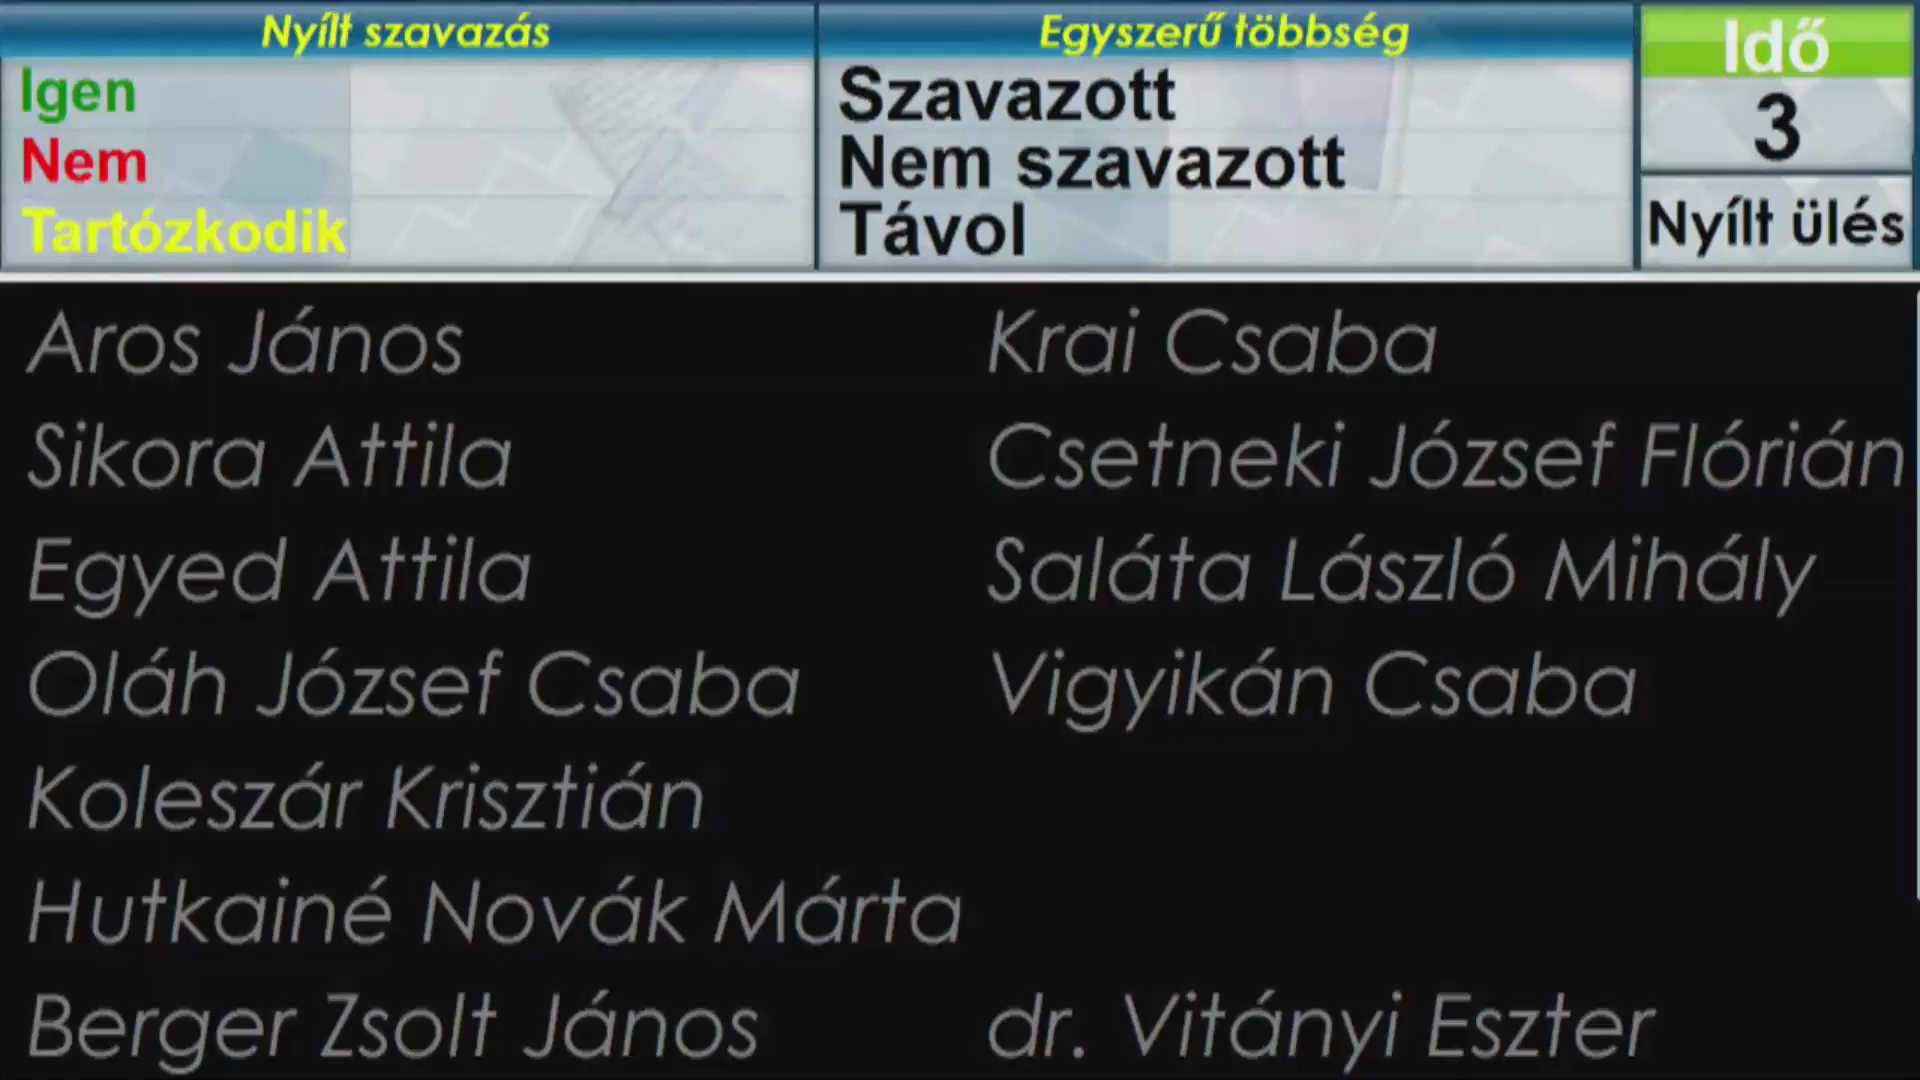 Nyílt szavazás
Igen
Nem
Tartózkodik
Egyszerű többség
Szavazott
Nem szavazott
Távol
Idő
3
Nyílt ülés
Aros János
Sikora Attila
Egyed Attila
Oláh József Csaba
Koleszár Krisztián
Hutkainé Novák Márta
Berger Zsolt János
Krai Csaba
Csetneki József Flórián
Saláta László Mihály
Vigyikán Csaba
dr. Vitányi Eszter